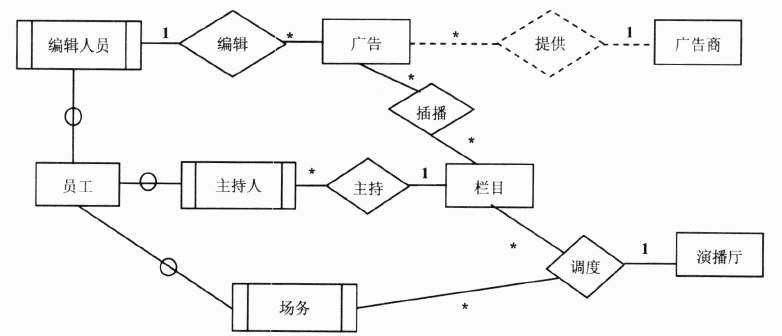 编辑人员 1 编辑 * 广告 * 提供 1 广告商
* 插播 *
员工 主持人 * 主持 1 栏目
* 调度 1 演播厅
场务 *